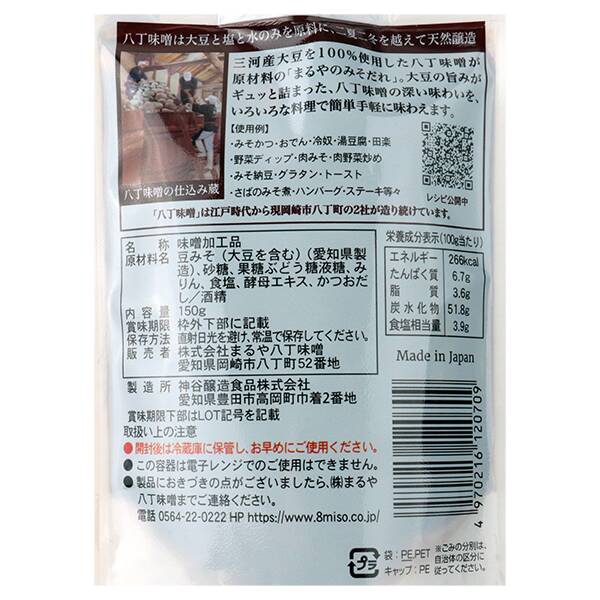 八丁味噌は大豆と塩と水のみを原料に、二夏二冬を越えて天然醸造
三河産大豆を100%使用した八丁味噌が
原材料の「まるやのみそだれ」。大豆の旨みが
ギュッと詰まった、八丁味噌の深い味わいを、
いろいろな料理で簡単手軽に味わえます。
【使用例】
・みそかつ・おでん・冷奴・湯豆腐・田楽
・野菜ディップ・肉みそ・肉野菜炒め
・みそ納豆・グラタン・トースト
・さばのみそ煮・ハンバーグ・ステーキ等々
レシピ公開中
八丁味噌の仕込み蔵
「八丁味噌」は江戸時代から現岡崎市八丁町の2社が造り続けています。
名称 味噌加工品
原材料名 豆みそ(大豆を含む)(愛知県製
造)、砂糖、果糖ぶどう糖液糖、み
りん、食塩、酵母エキス、かつおだ
し/酒精
内容量 150g
賞味期限 枠外下部に記載
保存方法 直射日光を避け、常温で保存してください。
販売者 株式会社まるや八丁味噌
愛知県岡崎市八丁町52番地
製造所 神谷醸造食品株式会社
愛知県豊田市高岡町巾着2番地
賞味期限下部はLOT記号を記載
取扱い上の注意
●開封後は冷蔵庫に保管し、お早めにご使用ください。
●この容器は電子レンジでのご使用はできません。
●製品におきづきの点がございましたら、㈱まるや
八丁味噌までご連絡ください。
電話 0564-22-0222 HP https://www.8miso.co.jp/
栄養成分表示(100g当たり)
エネルギー 266kcal
たんぱく質 6.7g
脂質 3.6g
炭水化物 51.8g
食塩相当量 3.9g
Made in Japan
4 970216 120709
プラ
袋:PE,PET
キャップ:PE
※ごみの分別は、
自治体の区分に
従ってください。